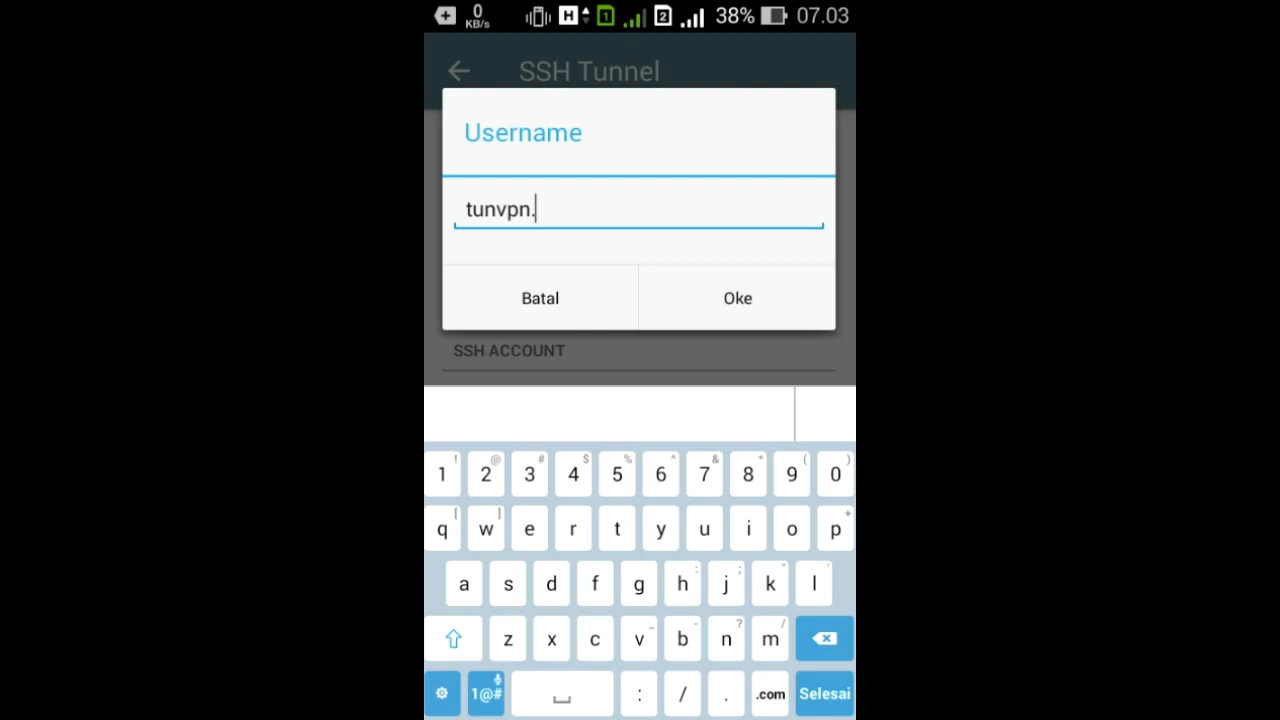 0
KB/s
H
1
2
38%
07.03
SSH Tunnel
Username
tunvpn.
Batal
Oke
SSH ACCOUNT
! @ # $ % ^ & * ( )
1 2 3 4 5 6 7 8 9 0
[ ] +
q w e r t y u i o p
: ; " '
a s d f g h j k l
_ - ? /
z x c v b n m
1@# : / . .com Selesai